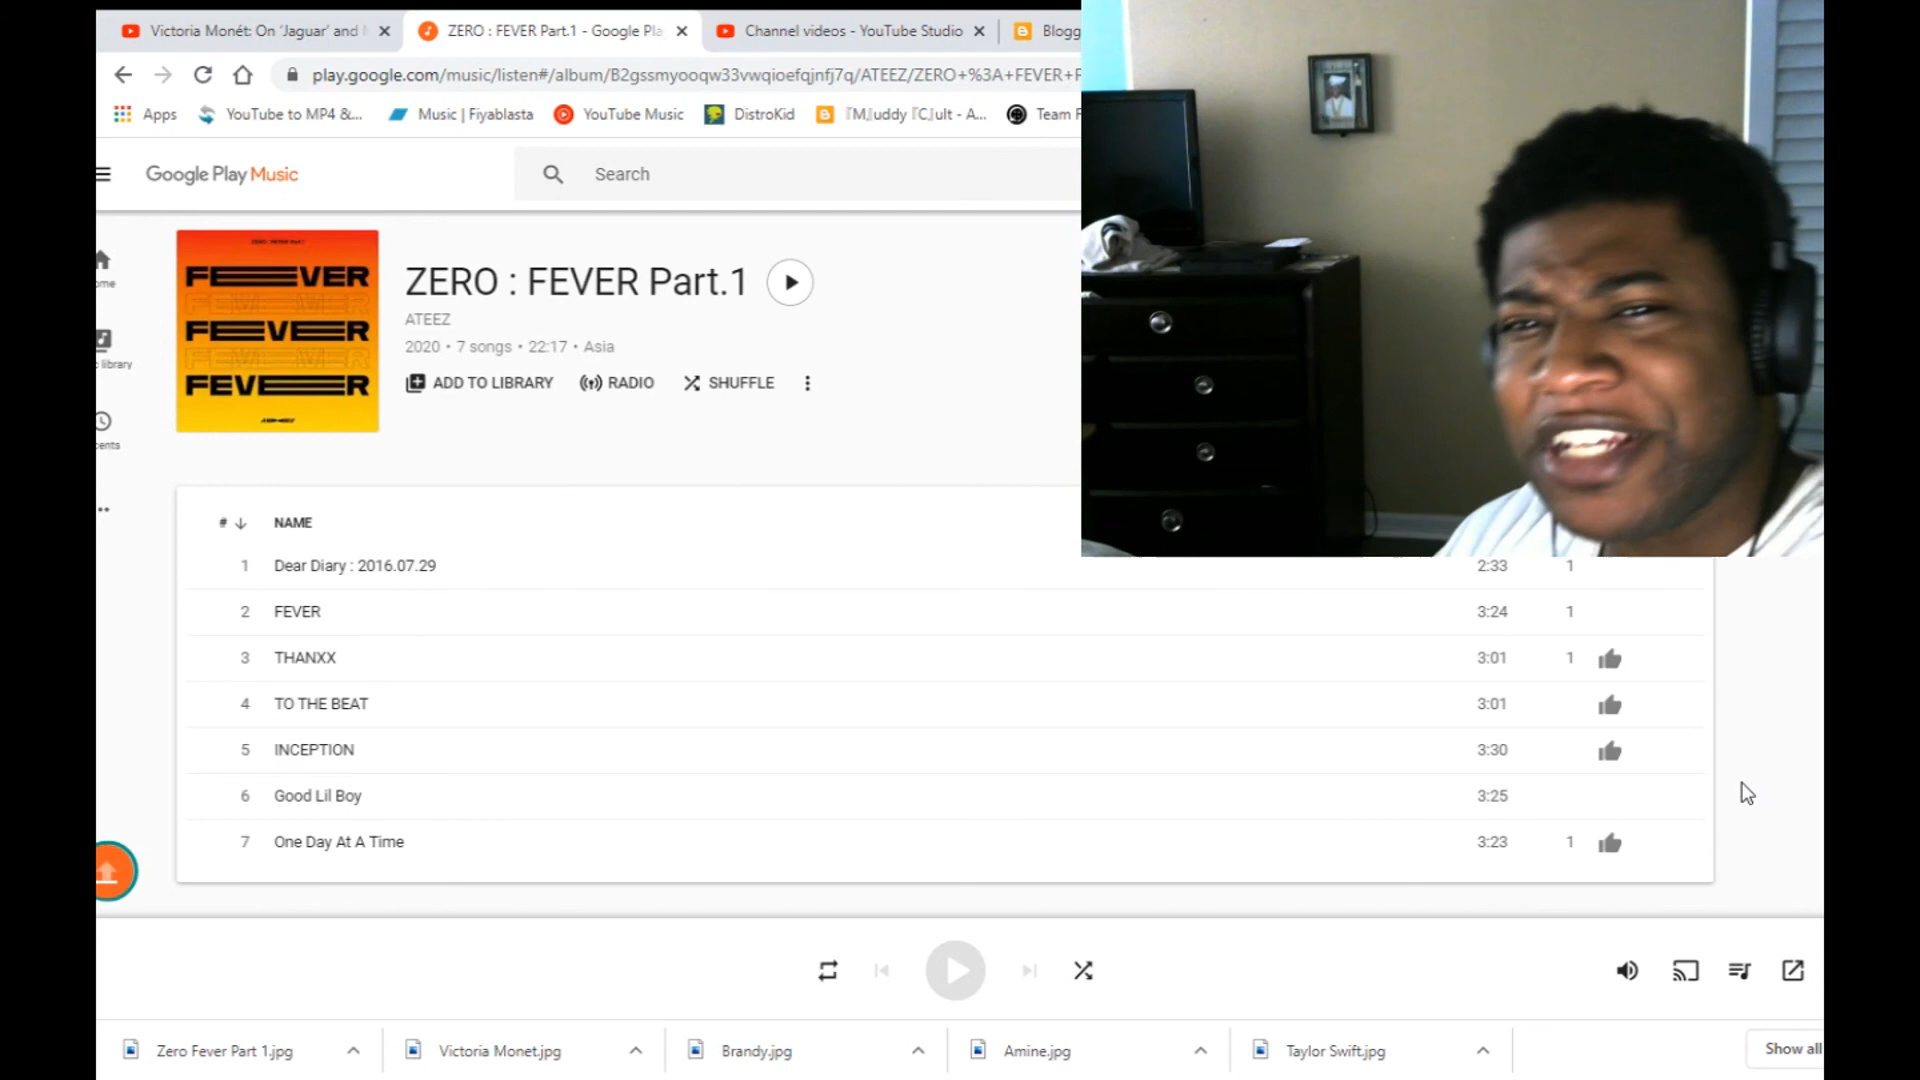 Victoria Monét: On 'Jaguar' and
ZERO : FEVER Part.1 - Google Pla
Channel videos - YouTube Studio
Blogg
play.google.com/music/listen#/album/B2gssmyooqw33vwqioefqjnfj7q/ATEEZ/ZERO+%3A+FEVER+F
Apps
YouTube to MP4 &...
Music | Fiyablasta
YouTube Music
DistroKid
『M』uddy『C』ult - A...
Team F
Google Play Music
Search
FEVER
FEVER
FEVER
FEVER
FEVER
ZERO : FEVER Part.1
ATEEZ
2020 • 7 songs • 22:17 • Asia
ADD TO LIBRARY
RADIO
SHUFFLE
ome
library
cents
# NAME
1 Dear Diary : 2016.07.29 2:33 1
2 FEVER 3:24 1
3 THANXX 3:01 1
4 TO THE BEAT 3:01
5 INCEPTION 3:30
6 Good Lil Boy 3:25
7 One Day At A Time 3:23 1
Zero Fever Part 1.jpg
Victoria Monet.jpg
Brandy.jpg
Amine.jpg
Taylor Swift.jpg
Show all